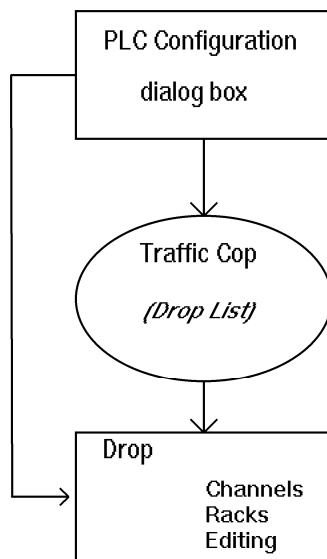 PLC Configuration
dialog box
Traffic Cop
(Drop List)
Drop
Channels
Racks
Editing